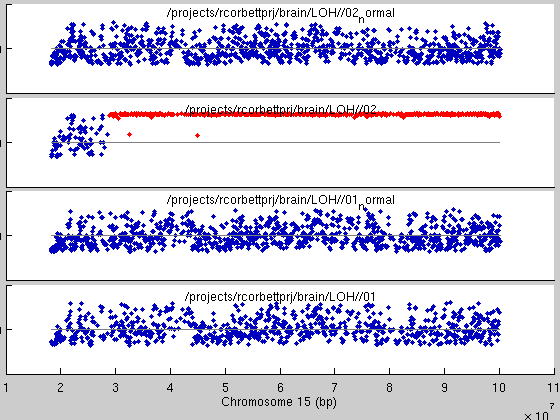 /projects/rcorbettprj/brain/LOH//02_normal
/projects/rcorbettprj/brain/LOH//02
/projects/rcorbettprj/brain/LOH//01_normal
/projects/rcorbettprj/brain/LOH//01
1 2 3 4 5 6 7 8 9 10 11
Chromosome 15 (bp)
× 10^7